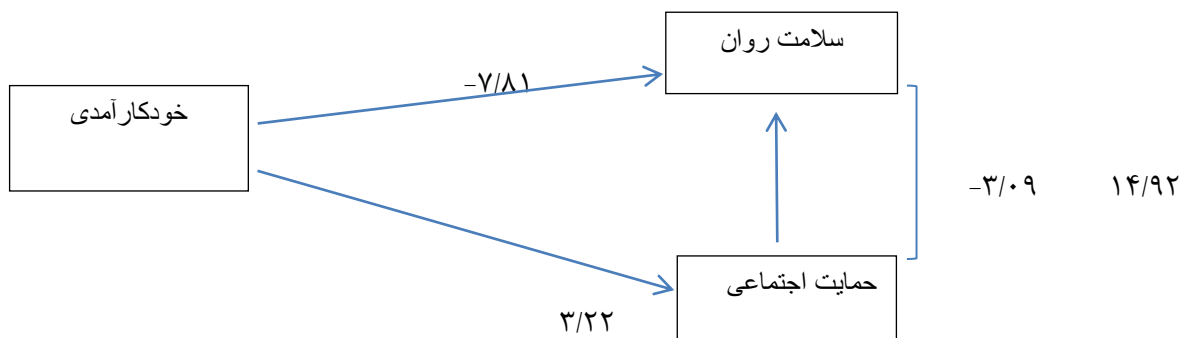 سلامت روان
-۷/۸۱
خودکارآمدی
-۳/۰۹
۱۴/۹۲
حمایت اجتماعی
۳/۲۲